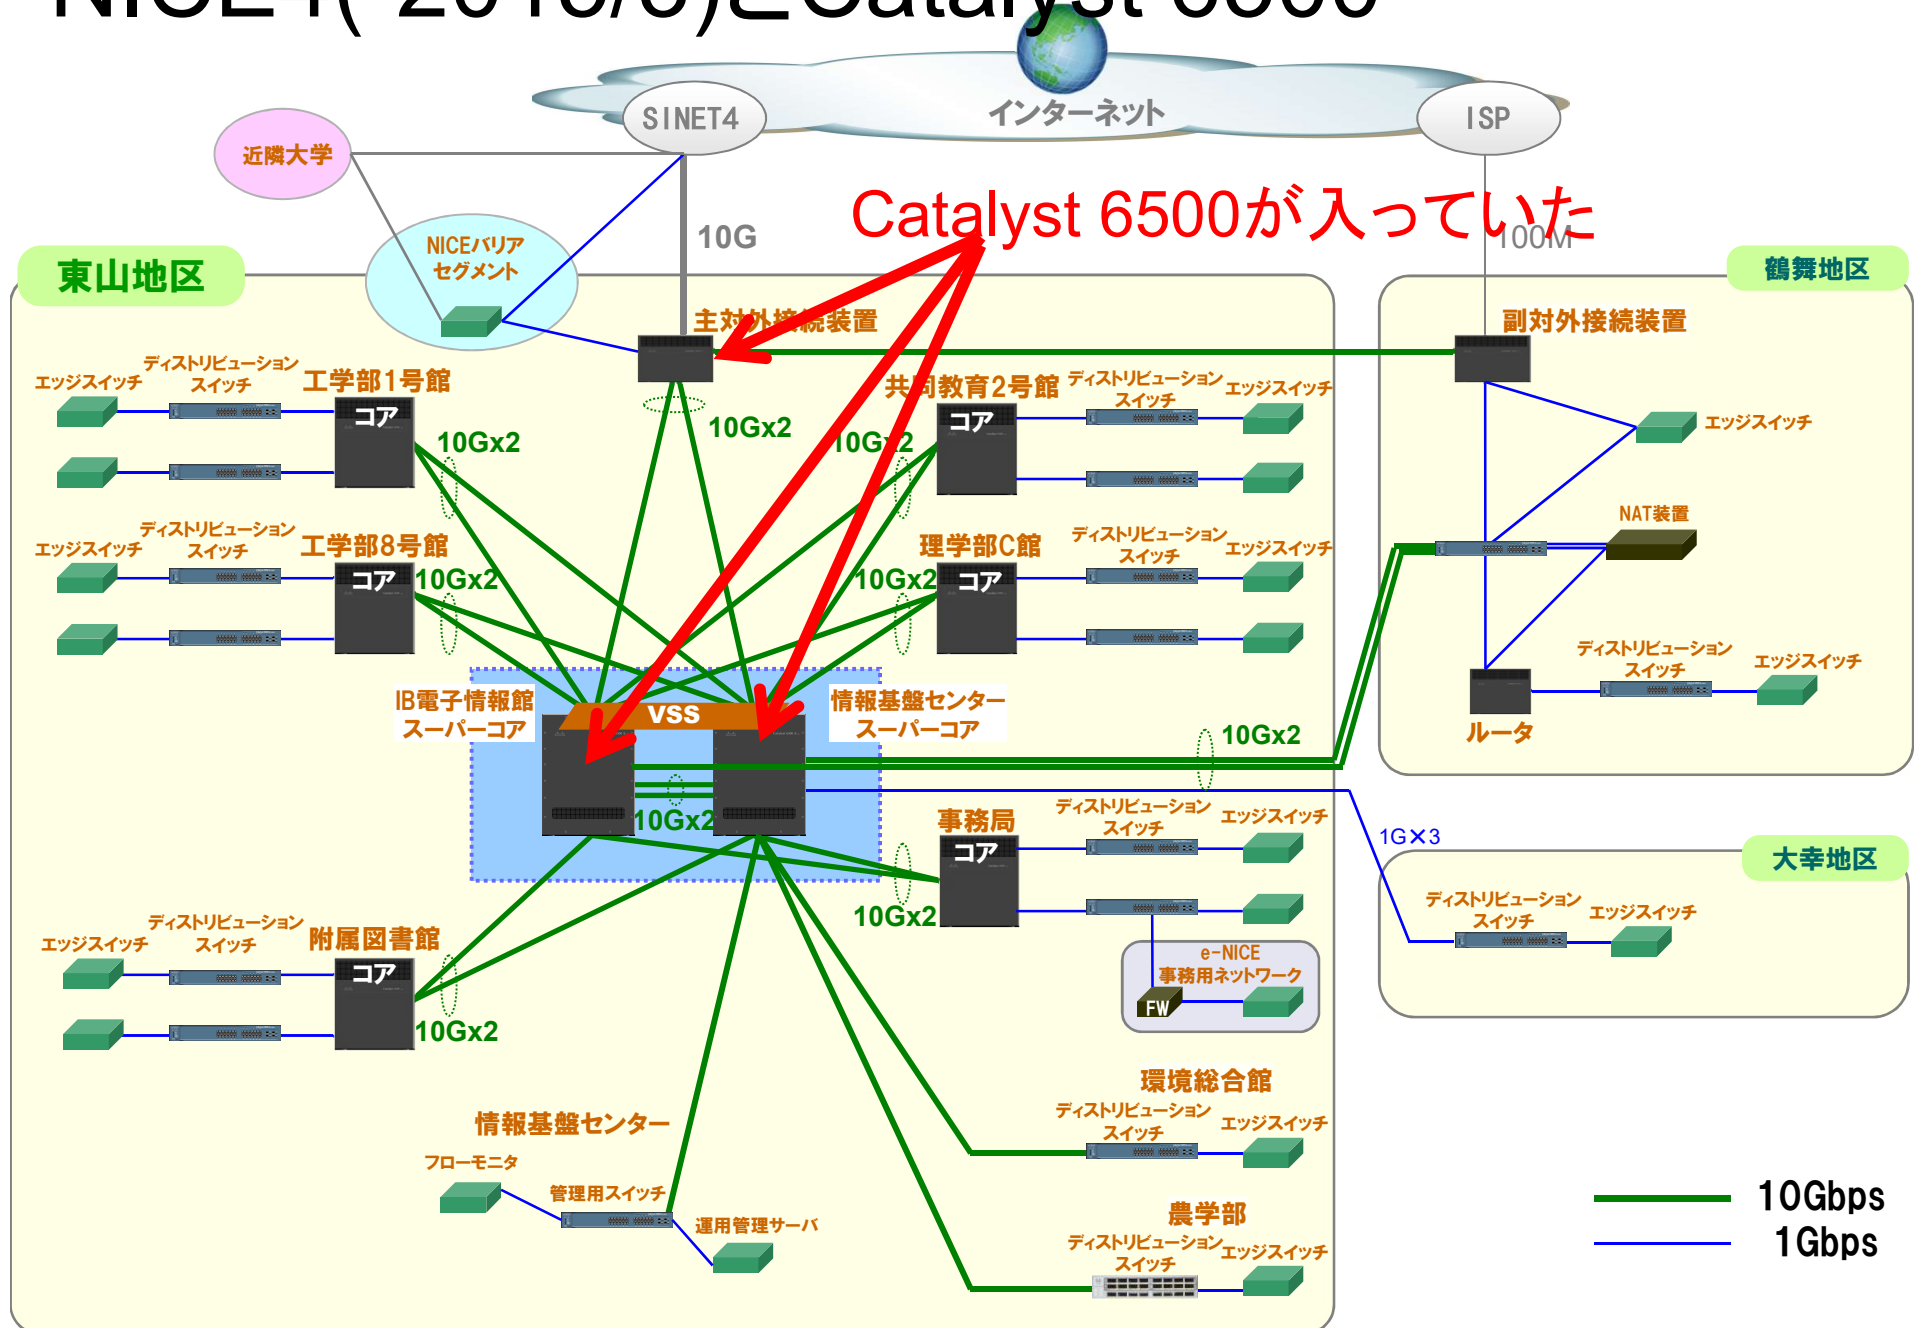 SINET4
インターネット
ISP
近隣大学
Catalyst 6500が入っていた
10G
100M
NICEバリア
セグメント
東山地区
鶴舞地区
主対外接続装置
副対外接続装置
エッジスイッチ
ディストリビューション
スイッチ
工学部1号館
コア
10Gx2
10Gx2
10Gx2
共同教育2号館
コア
ディストリビューション
スイッチ
エッジスイッチ
エッジスイッチ
エッジスイッチ
ディストリビューション
スイッチ
工学部8号館
コア
10Gx2
10Gx2
理学部C館
コア
ディストリビューション
スイッチ
エッジスイッチ
NAT装置
IB電子情報館
スーパーコア
VSS
情報基盤センター
スーパーコア
ディストリビューション
スイッチ
エッジスイッチ
ルータ
10Gx2
10Gx2
事務局
コア
ディストリビューション
スイッチ
エッジスイッチ
10Gx2
1G×3
大幸地区
ディストリビューション
スイッチ
エッジスイッチ
エッジスイッチ
ディストリビューション
スイッチ
附属図書館
コア
10Gx2
e-NICE
事務用ネットワーク
FW
環境総合館
ディストリビューション
スイッチ
エッジスイッチ
情報基盤センター
フローモニタ
管理用スイッチ
運用管理サーバ
農学部
ディストリビューション
スイッチ
エッジスイッチ
10Gbps
1Gbps